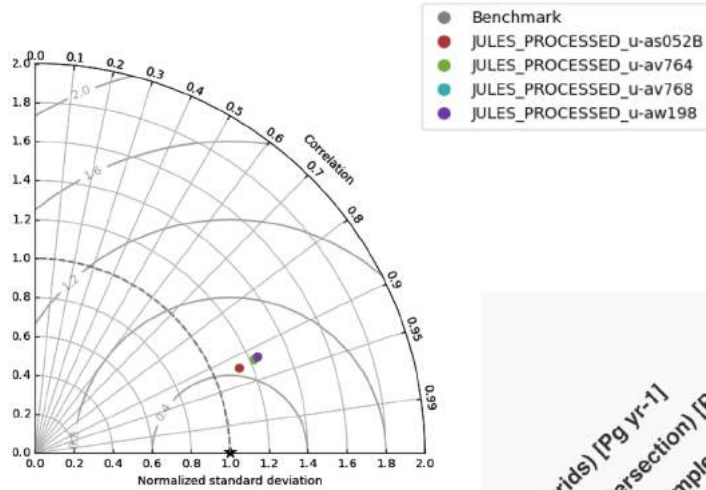 Benchmark
JULES_PROCESSED_u-as052B
JULES_PROCESSED_u-av764
JULES_PROCESSED_u-av768
JULES_PROCESSED_u-aw198
0.0 0.1 0.2 0.3 0.4 0.5 0.6 0.7 0.8 0.9 0.95 0.99
Correlation
2.0
1.8
1.6
1.4
1.2
1.0
0.8
0.6
0.4
0.2
0.0
2.0
1.6
1.2
0.4
0.0 0.2 0.4 0.6 0.8 1.0 1.2 1.4 1.6 1.8 2.0
Normalized standard deviation
[Pg yr-1]